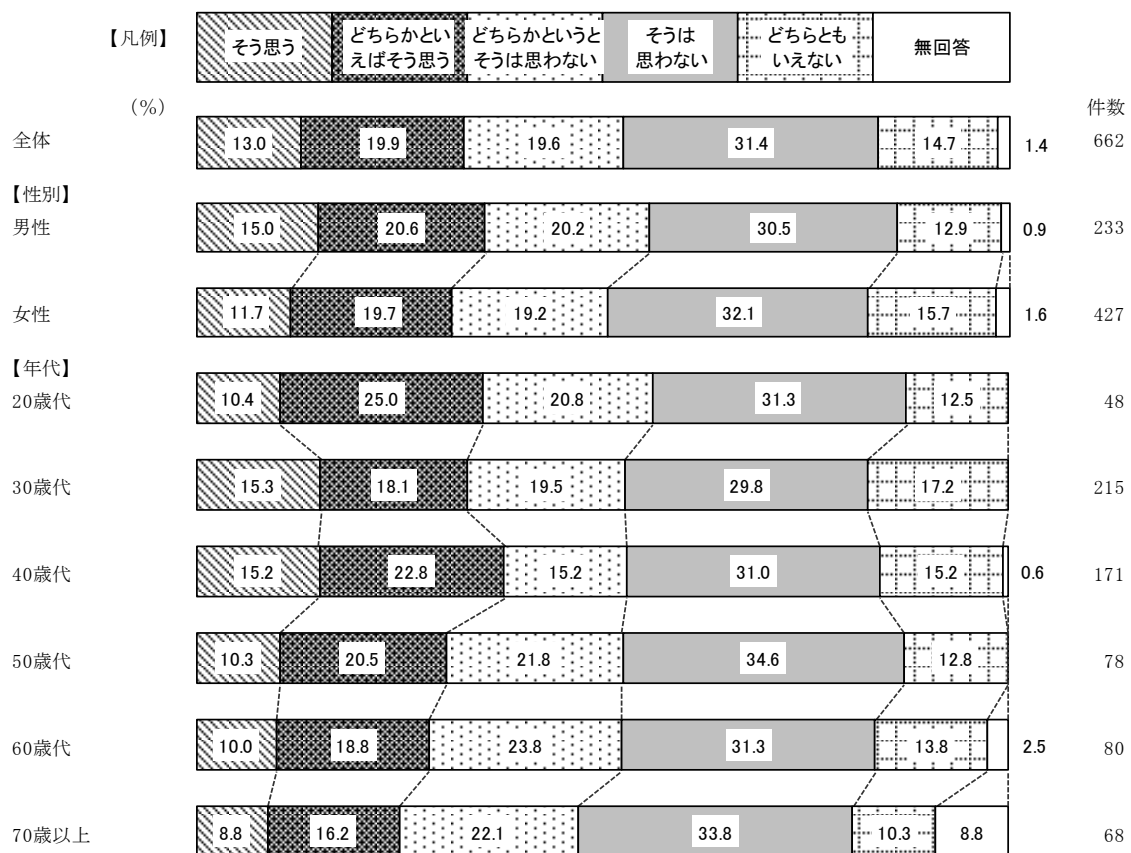 【凡例】
そう思う
どちらかとい
えばそう思う
どちらかというと
そうは思わない
そうは
思わない
どちらとも
いえない
無回答
（%）
件数
全体 13.0 19.9 19.6 31.4 14.7 1.4 662
【性別】
男性 15.0 20.6 20.2 30.5 12.9 0.9 233
女性 11.7 19.7 19.2 32.1 15.7 1.6 427
【年代】
20歳代 10.4 25.0 20.8 31.3 12.5 48
30歳代 15.3 18.1 19.5 29.8 17.2 215
40歳代 15.2 22.8 15.2 31.0 15.2 0.6 171
50歳代 10.3 20.5 21.8 34.6 12.8 78
60歳代 10.0 18.8 23.8 31.3 13.8 2.5 80
70歳以上 8.8 16.2 22.1 33.8 10.3 8.8 68